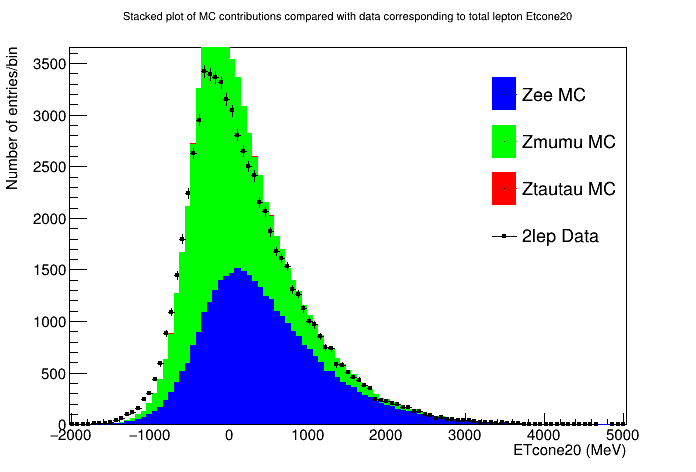 Stacked plot of MC contributions compared with data corresponding to total lepton Etcone20
Number of entries/bin
3500
3000
2500
2000
1500
1000
500
0
Zee MC
Zmumu MC
Ztautau MC
2lep Data
−2000 −1000 0 1000 2000 3000 4000 5000
ETcone20 (MeV)